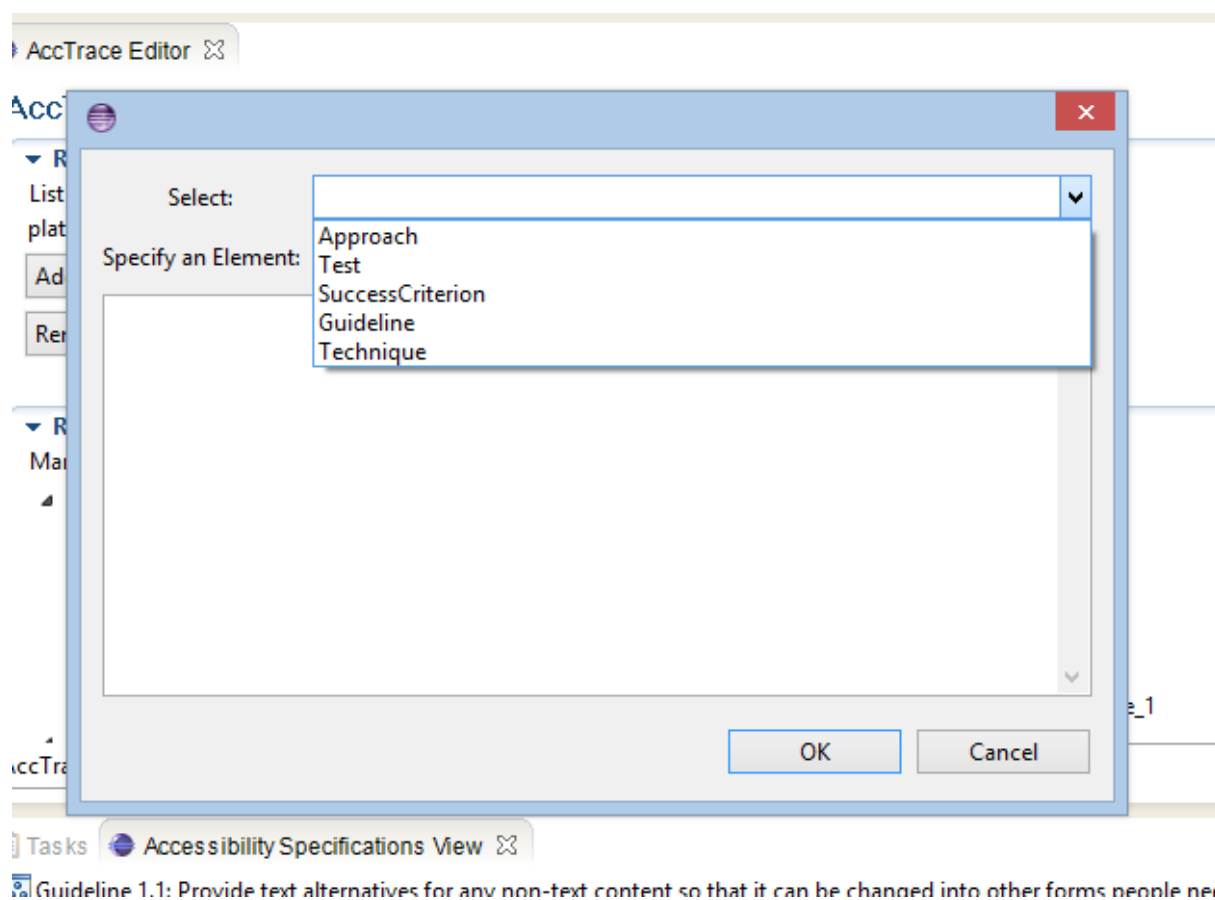 AccTrace Editor
Select:
List
plat
Approach
Specify an Element:
Test
SuccessCriterion
Guideline
Technique
OK
Cancel
Tasks
Accessibility Specifications View
Guideline 1.1: Provide text alternatives for any non-text content so that it can be changed into other forms people